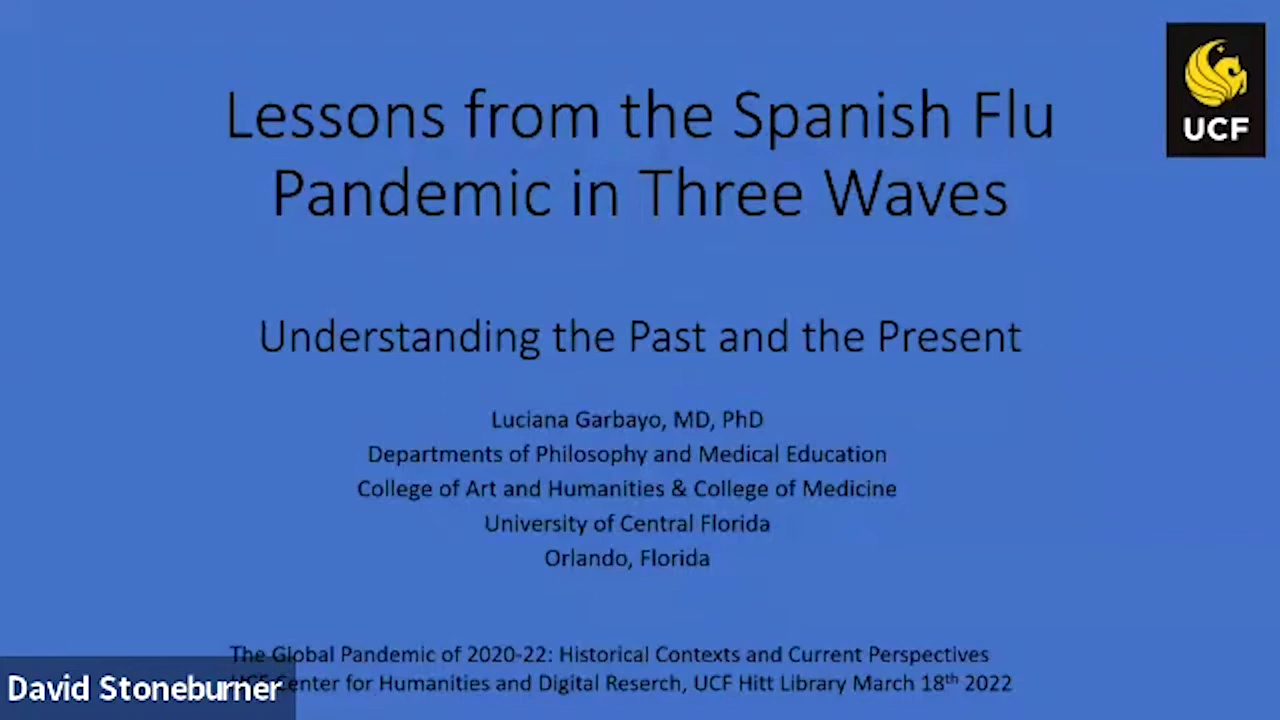 Lessons from the Spanish Flu
Pandemic in Three Waves
UCF
Understanding the Past and the Present
Luciana Garbayo, MD, PhD
Departments of Philosophy and Medical Education
College of Art and Humanities & College of Medicine
University of Central Florida
Orlando, Florida
The Global Pandemic of 2020-22: Historical Contexts and Current Perspectives
UCF Center for Humanities and Digital Reserch, UCF Hitt Library March 18th 2022
David Stoneburner